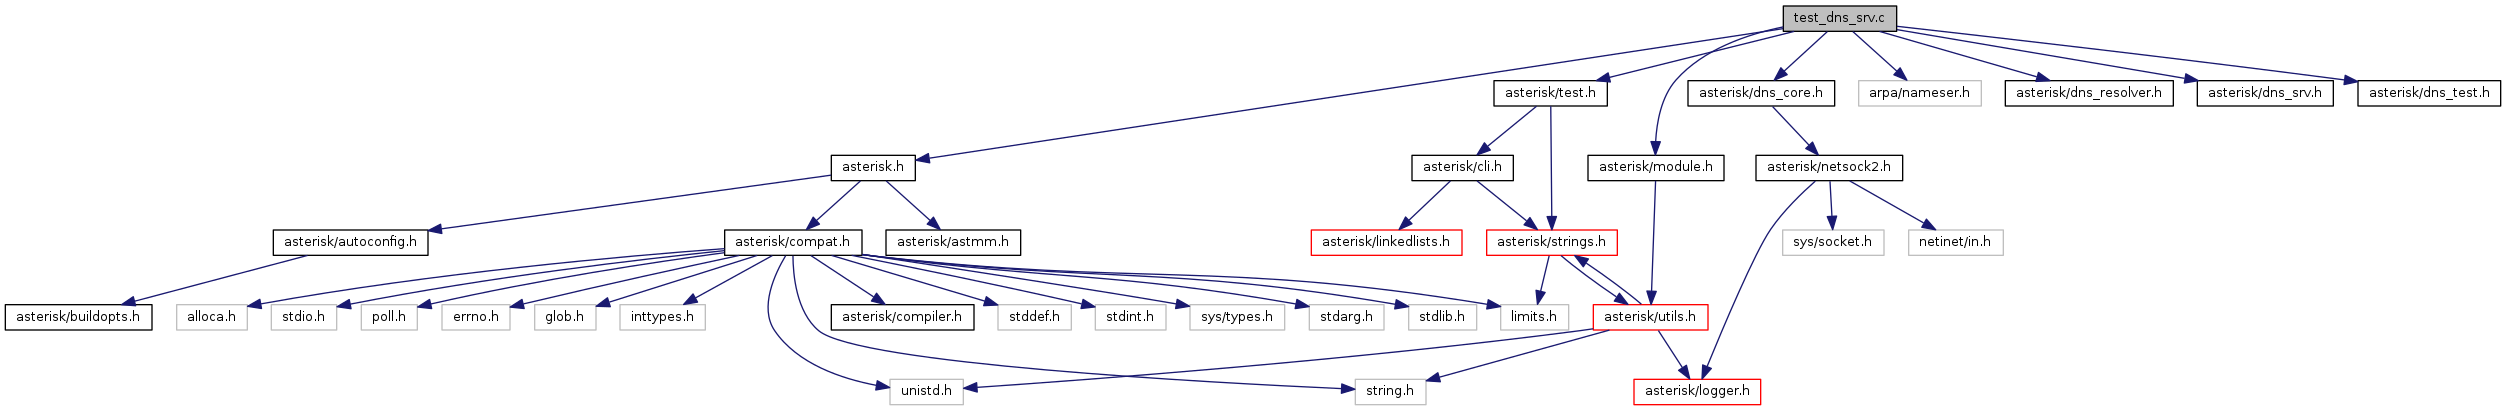 test_dns_srv.c
asterisk/test.h
asterisk/dns_core.h
arpa/nameser.h
asterisk/dns_resolver.h
asterisk/dns_srv.h
asterisk/dns_test.h
asterisk.h
asterisk/cli.h
asterisk/module.h
asterisk/netsock2.h
asterisk/autoconfig.h
asterisk/compat.h
asterisk/astmm.h
asterisk/linkedlists.h
asterisk/strings.h
sys/socket.h
netinet/in.h
asterisk/buildopts.h
alloca.h
stdio.h
poll.h
errno.h
glob.h
inttypes.h
asterisk/compiler.h
stddef.h
stdint.h
sys/types.h
stdarg.h
stdlib.h
limits.h
asterisk/utils.h
unistd.h
string.h
asterisk/logger.h